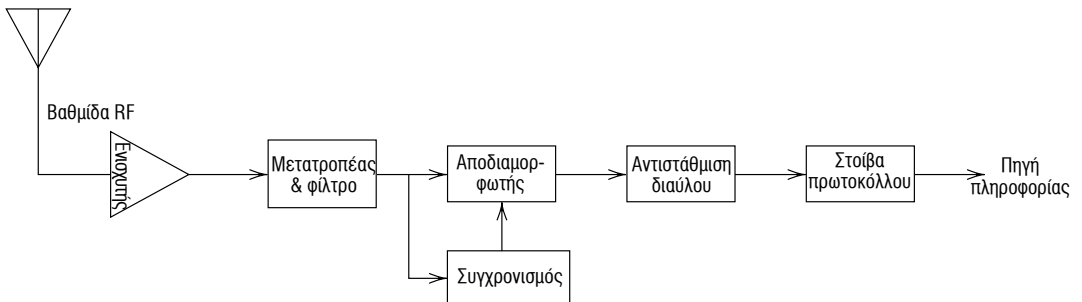 Βαθμίδα RF
Ενισχυτής
Μετατροπέας
& φίλτρο
Αποδιαμορ-
φωτής
Αντιστάθμιση
διαύλου
Στοίβα
πρωτοκόλλου
Πηγή
πληροφορίας
Συγχρονισμός